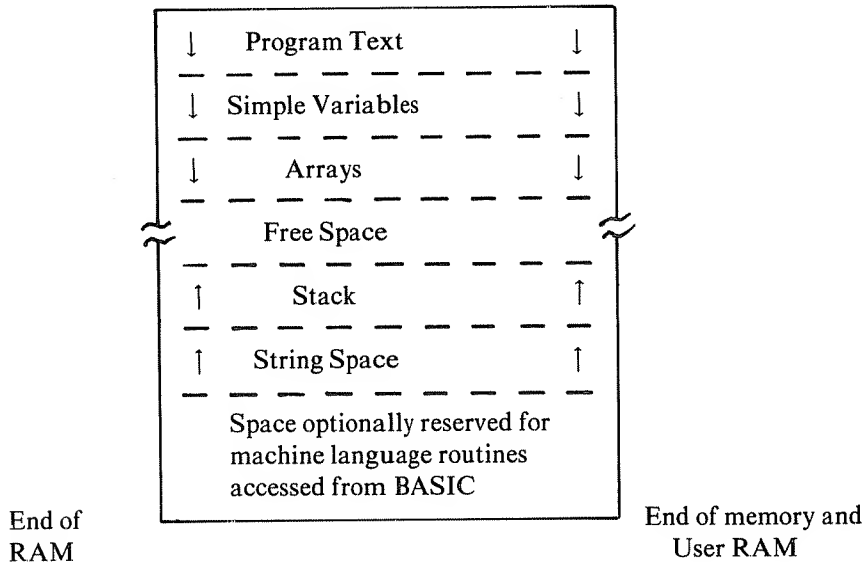 ↓ Program Text ↓
↓ Simple Variables ↓
↓ Arrays ↓
Free Space
↑ Stack ↑
↑ String Space ↑
Space optionally reserved for
machine language routines
accessed from BASIC
End of
RAM
End of memory and
User RAM